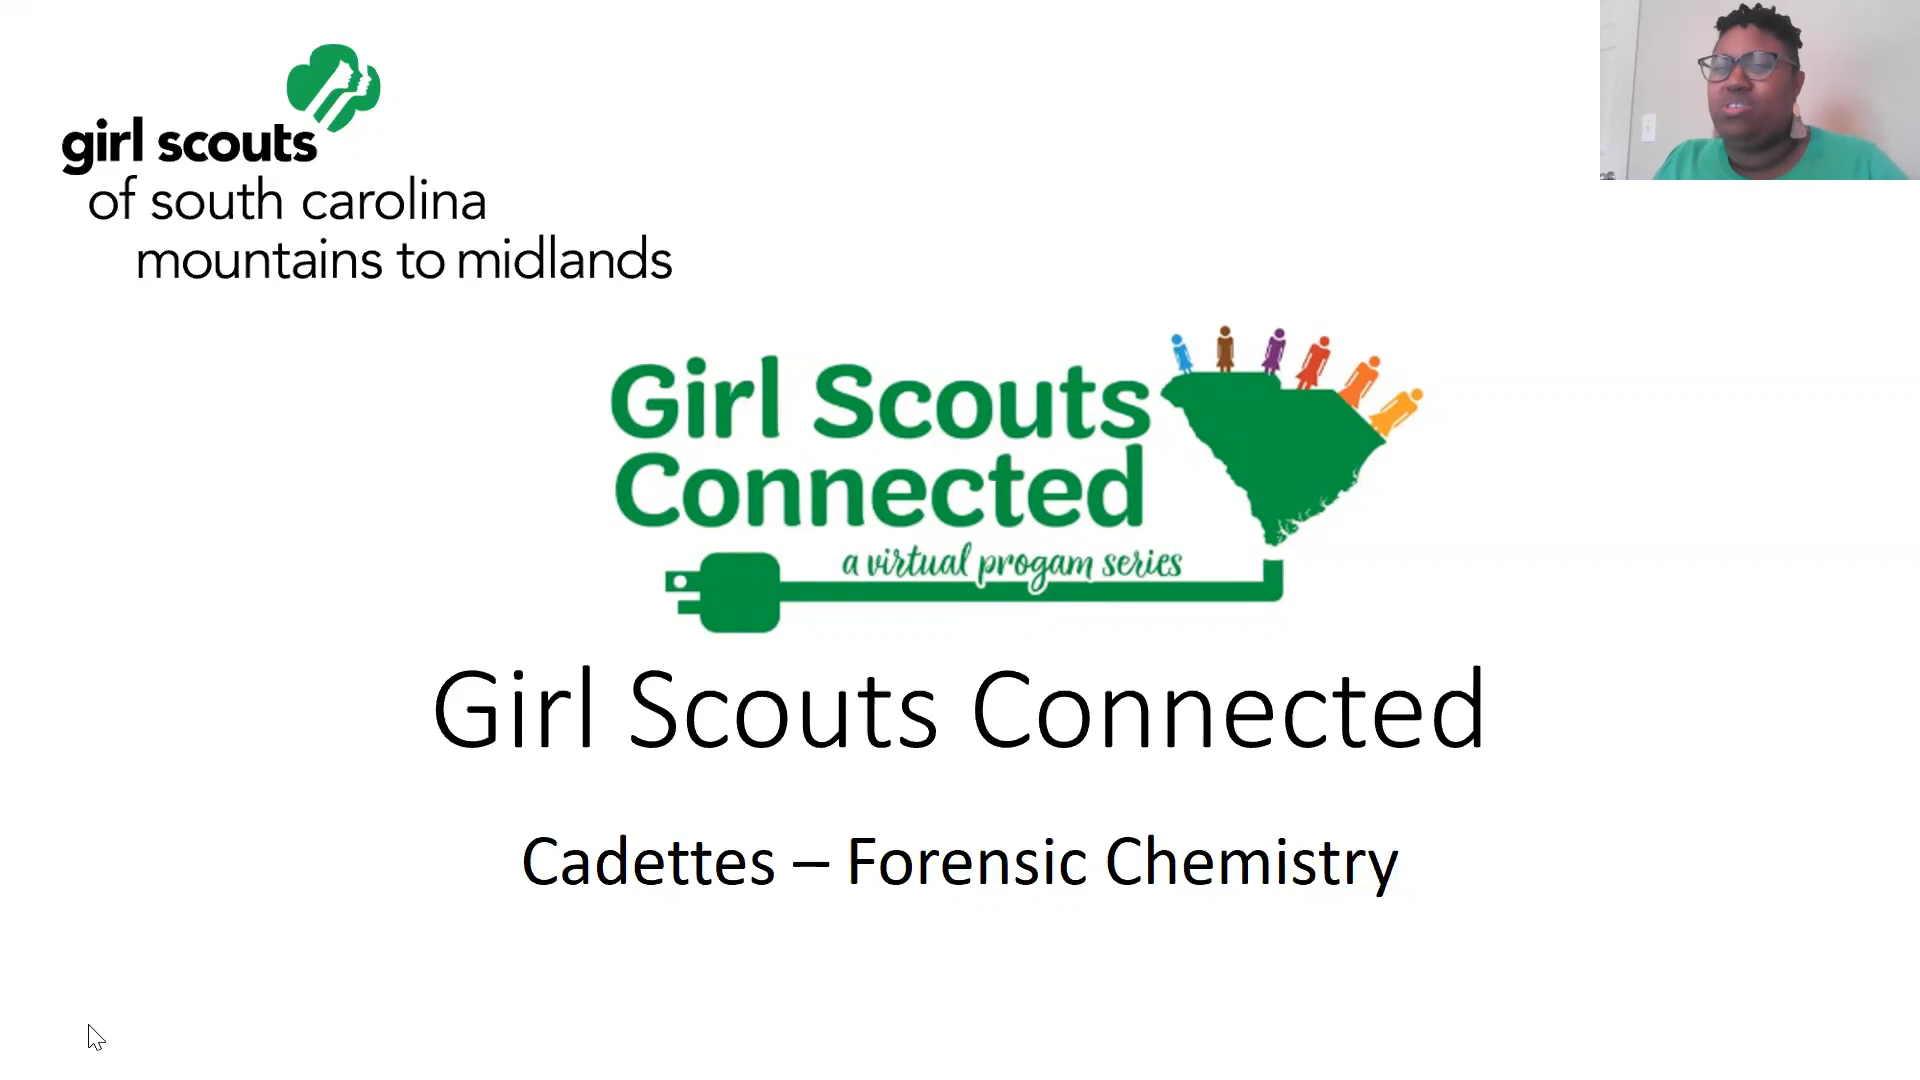 girl scouts
of south carolina
mountains to midlands
Girl Scouts
Connected
a virtual progam series
Girl Scouts Connected
Cadettes – Forensic Chemistry